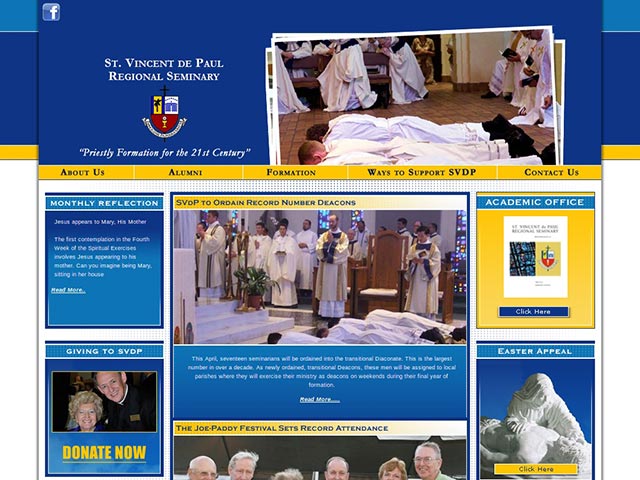 f
St. Vincent de Paul
Regional Seminary
"Priestly Formation for the 21st Century"
About Us
Alumni
Formation
Ways to Support SVDP
Contact Us
Monthly Reflection
Jesus appears to Mary, His Mother
The first contemplation in the Fourth
Week of the Spiritual Exercises
involves Jesus appearing to his
mother. Can you imagine being Mary,
sitting in her house
Read More..
Giving to SVDP
DONATE NOW
SVdP to Ordain Record Number Deacons
This April, seventeen seminarians will be ordained into the transitional Diaconate. This is the largest
number in over a decade. As newly ordained, transitional Deacons, these men will be assigned to local
parishes where they will exercise their ministry as deacons on weekends during their final year of
formation.
Read More.....
The Joe-Paddy Festival Sets Record Attendance
Academic Office
ST. VINCENT DE PAUL
REGIONAL SEMINARY
Click Here
Easter Appeal
Click Here